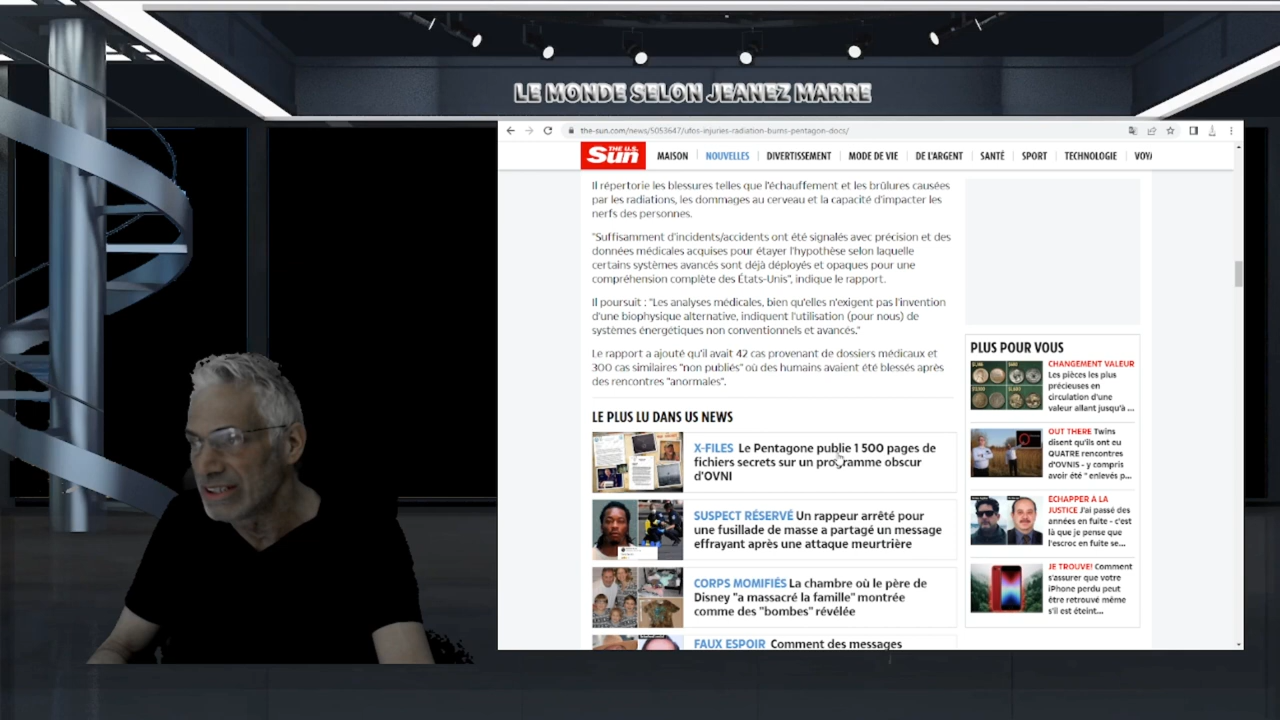 LE MONDE SELON JEANEZ MARRE
the-sun.com/news/5053647/ufos-injuries-radiation-burns-pentagon-docs/
THE U.S. Sun
MAISON NOUVELLES DIVERTISSEMENT MODE DE VIE DE L'ARGENT SANTÉ SPORT TECHNOLOGIE VOYA
Il répertorie les blessures telles que l'échauffement et les brûlures causées
par les radiations, les dommages au cerveau et la capacité d'impacter les
nerfs des personnes.
"Suffisamment d'incidents/accidents ont été signalés avec précision et des
données médicales acquises pour étayer l'hypothèse selon laquelle
certains systèmes avancés sont déjà déployés et opaques pour une
compréhension complète des États-Unis", indique le rapport.
Il poursuit : "Les analyses médicales, bien qu'elles n'exigent pas l'invention
d'une biophysique alternative, indiquent l'utilisation (pour nous) de
systèmes énergétiques non conventionnels et avancés."
Le rapport a ajouté qu'il avait 42 cas provenant de dossiers médicaux et
300 cas similaires "non publiés" où des humains avaient été blessés après
des rencontres "anormales".
LE PLUS LU DANS US NEWS
X-FILES Le Pentagone publie 1 500 pages de
fichiers secrets sur un programme obscur
d'OVNI
SUSPECT RÉSERVÉ Un rappeur arrêté pour
une fusillade de masse a partagé un message
effrayant après une attaque meurtrière
CORPS MOMIFIÉS La chambre où le père de
Disney "a massacré la famille" montrée
comme des "bombes" révélée
FAUX ESPOIR Comment des messages
PLUS POUR VOUS
CHANGEMENT VALEUR
Les pièces les plus
précieuses en
circulation d'une
valeur allant jusqu'à ...
OUT THERE Twins
disent qu'ils ont eu
QUATRE rencontres
d'OVNIS - y compris
avoir été " enlevés p...
ÉCHAPPER À LA
JUSTICE J'ai passé des
années en fuite - c'est
là que je pense que
l'escroc en fuite se...
JE TROUVE! Comment
s'assurer que votre
iPhone perdu peut
être retrouvé même
s'il est éteint...